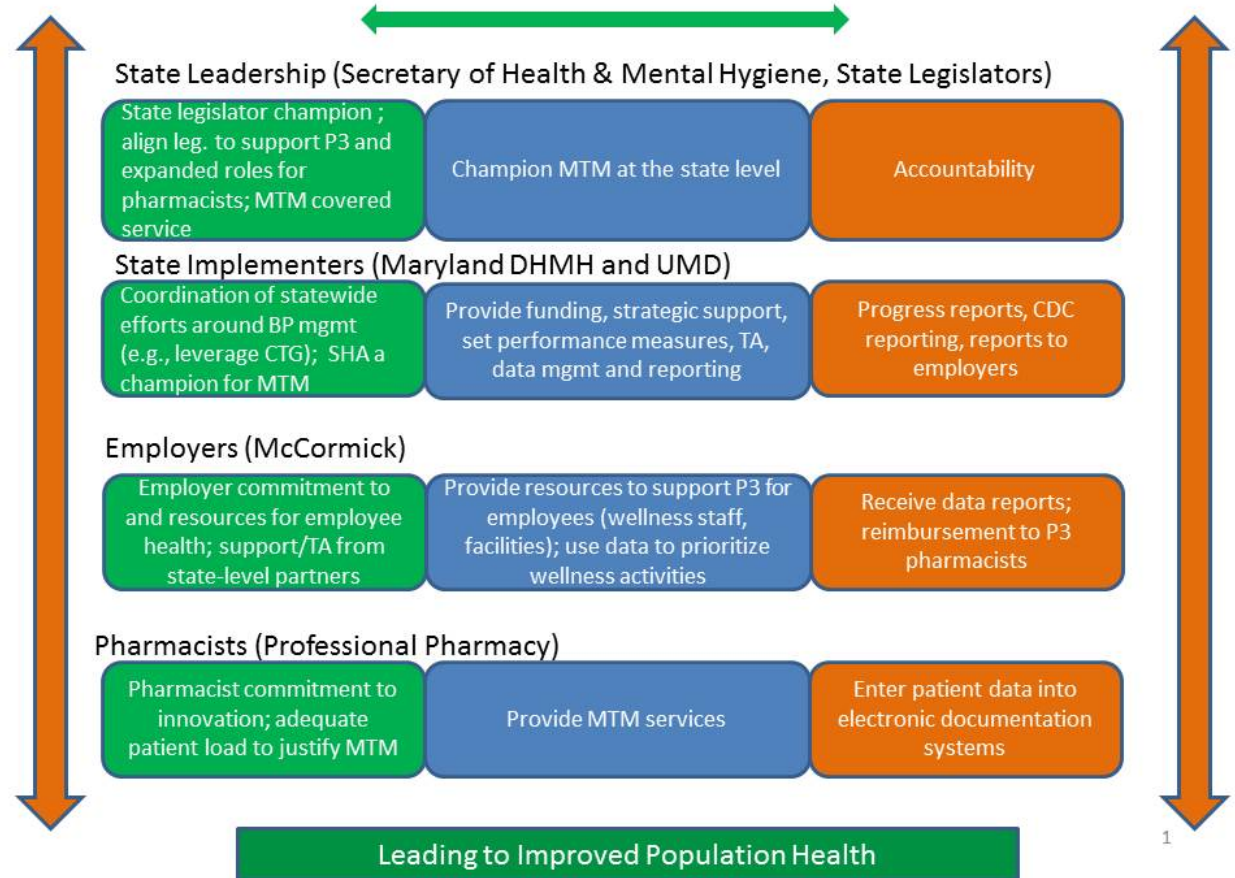 State Leadership (Secretary of Health & Mental Hygiene, State Legislators)
State legislator champion ;
align leg. to support P3 and
expanded roles for
pharmacists; MTM covered
service
Champion MTM at the state level
Accountability
State Implementers (Maryland DHMH and UMD)
Coordination of statewide
efforts around BP mgmt
(e.g., leverage CTG);  SHA a
champion for MTM
Provide funding, strategic support,
set performance measures, TA,
data mgmt and reporting
Progress reports, CDC
reporting, reports to
employers
Employers (McCormick)
Employer commitment to
and resources for employee
health; support/TA from
state-level partners
Provide resources to support P3 for
employees (wellness staff,
facilities); use data to prioritize
wellness activities
Receive data reports;
reimbursement to P3
pharmacists
Pharmacists (Professional Pharmacy)
Pharmacist commitment to
innovation; adequate
patient load to justify MTM
Provide MTM services
Enter patient data into
electronic documentation
systems
Leading to Improved Population Health
1